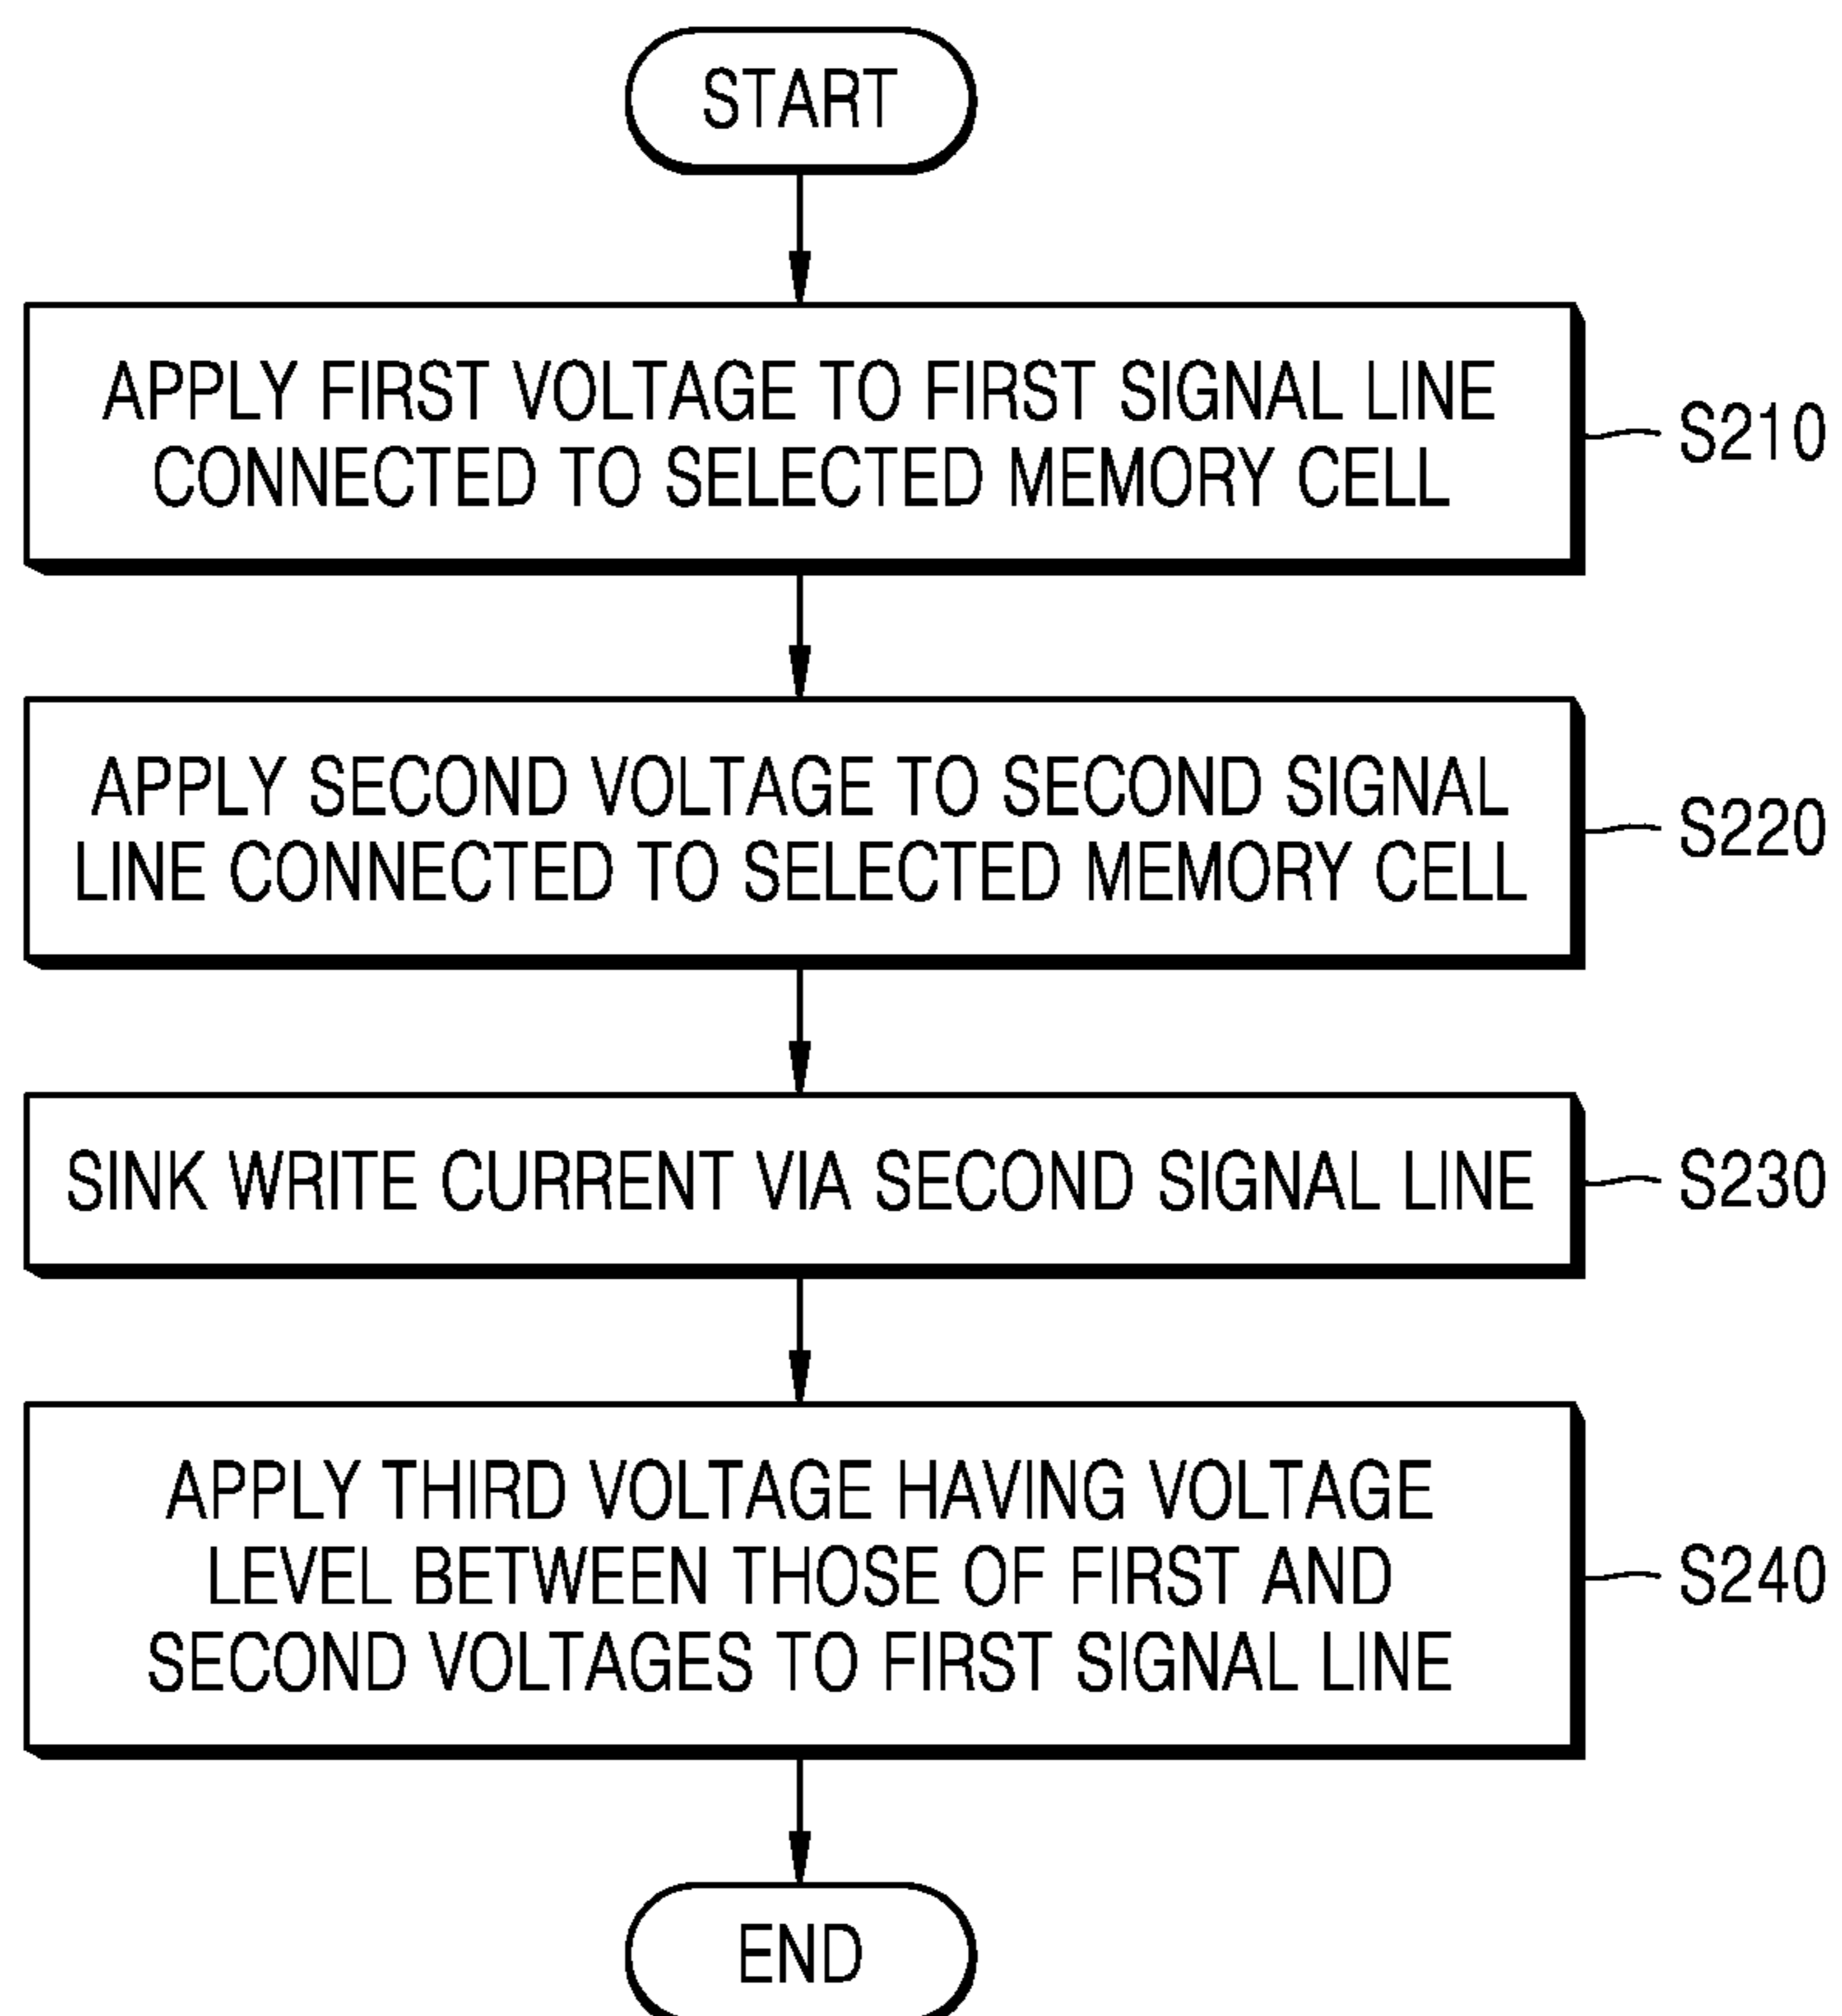 START
APPLY FIRST VOLTAGE TO FIRST SIGNAL LINE
CONNECTED TO SELECTED MEMORY CELL
S210
APPLY SECOND VOLTAGE TO SECOND SIGNAL
LINE CONNECTED TO SELECTED MEMORY CELL
S220
SINK WRITE CURRENT VIA SECOND SIGNAL LINE
S230
APPLY THIRD VOLTAGE HAVING VOLTAGE
LEVEL BETWEEN THOSE OF FIRST AND
SECOND VOLTAGES TO FIRST SIGNAL LINE
S240
END